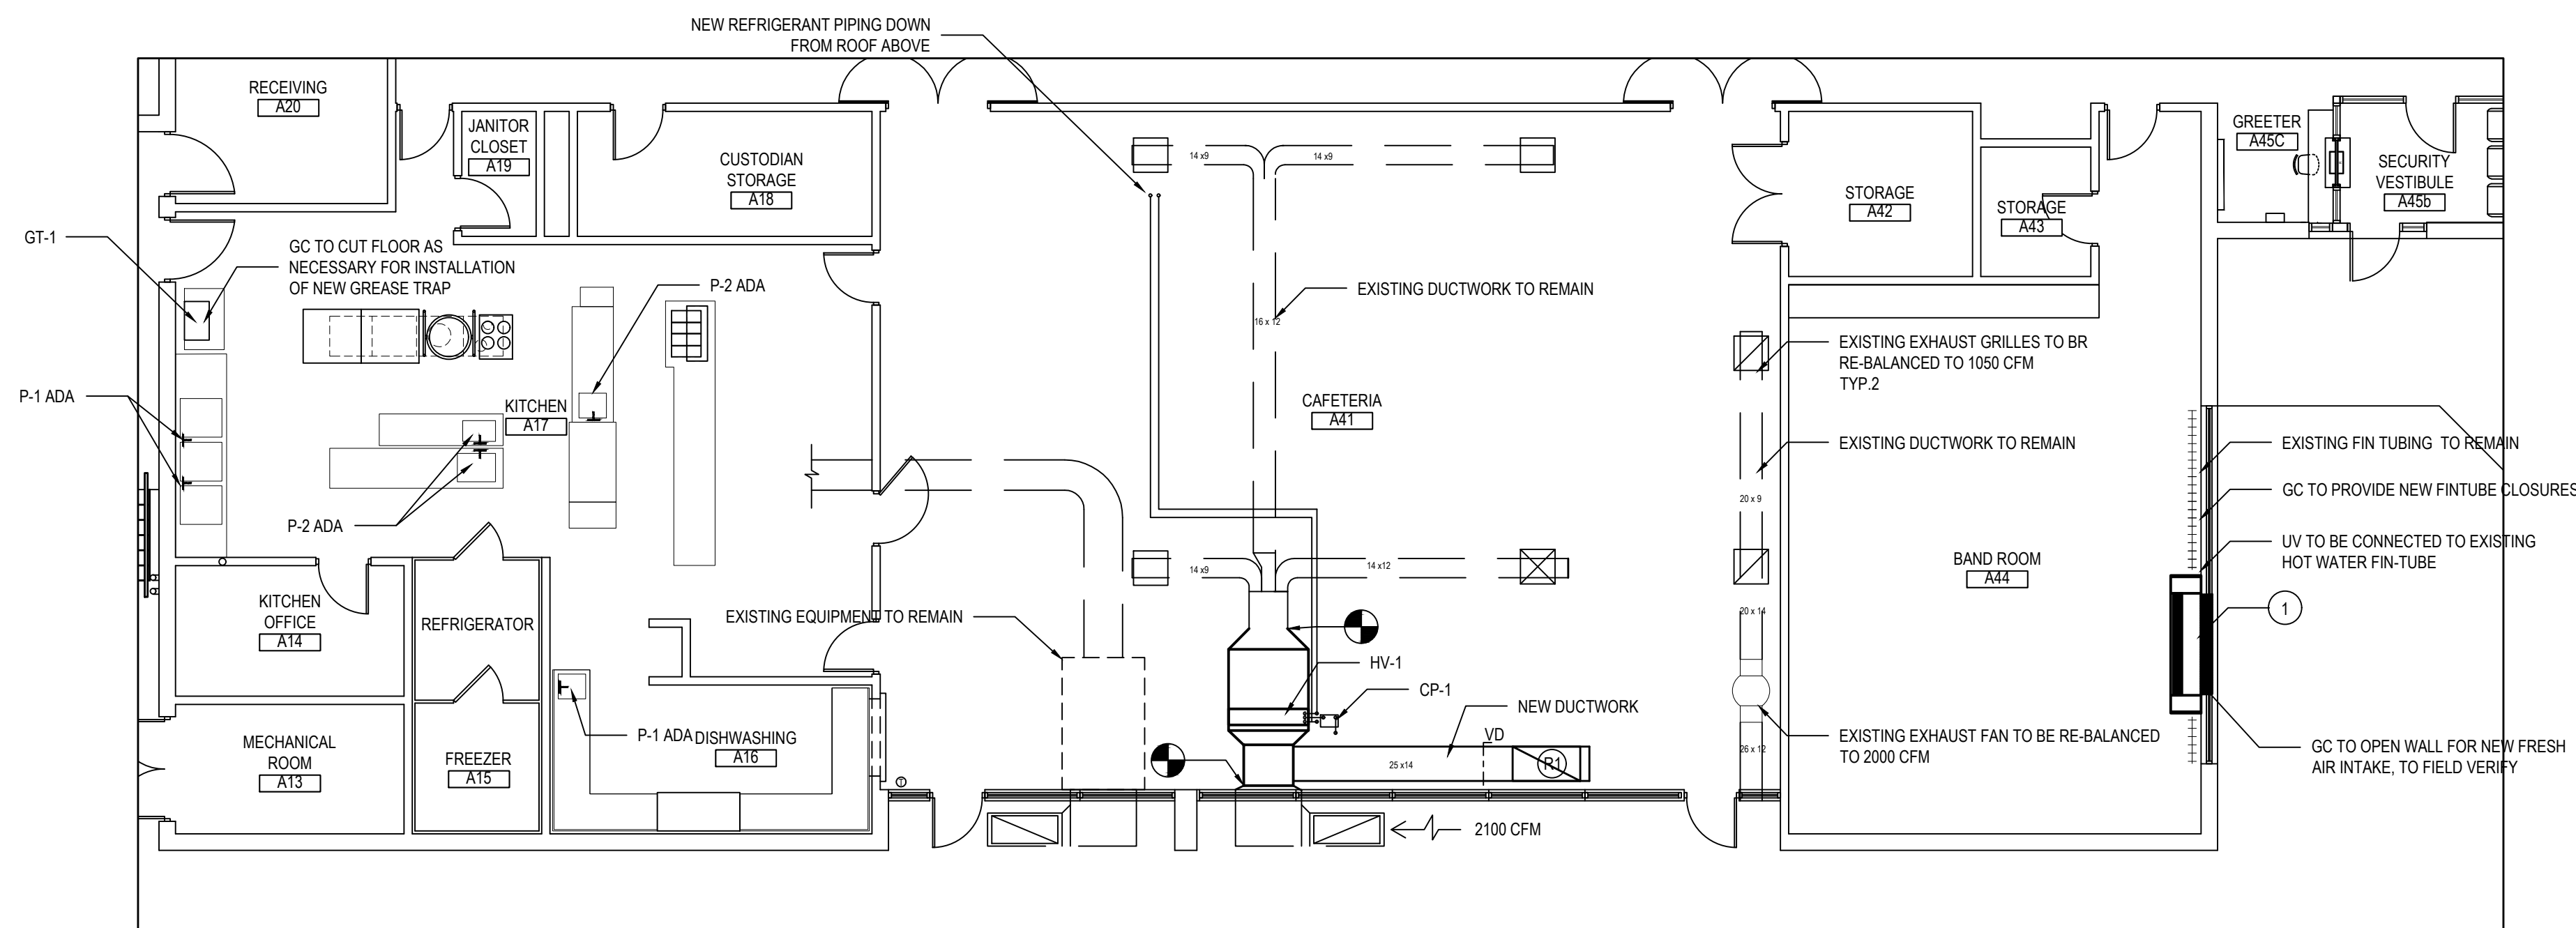 NEW REFRIGERANT PIPING DOWN
FROM ROOF ABOVE
RECEIVING
A20
JANITOR
CLOSET
A19
CUSTODIAN
STORAGE
A18
GREETER
A45C
SECURITY
VESTIBULE
A45b
14 x9
14 x9
STORAGE
A42
STORAGE
A43
GT-1
GC TO CUT FLOOR AS
NECESSARY FOR INSTALLATION
OF NEW GREASE TRAP
P-2 ADA
EXISTING DUCTWORK TO REMAIN
16 x 12
EXISTING EXHAUST GRILLES TO BR
RE-BALANCED TO 1050 CFM
TYP.2
P-1 ADA
KITCHEN
A17
CAFETERIA
A41
EXISTING DUCTWORK TO REMAIN
EXISTING FIN TUBING TO REMAIN
20 x 9
GC TO PROVIDE NEW FINTUBE CLOSURES
P-2 ADA
UV TO BE CONNECTED TO EXISTING
HOT WATER FIN-TUBE
BAND ROOM
A44
14 x9
14 x12
KITCHEN
OFFICE
A14
REFRIGERATOR
EXISTING EQUIPMENT TO REMAIN
20 x 14
1
HV-1
CP-1
NEW DUCTWORK
P-1 ADA
DISHWASHING
A16
VD
MECHANICAL
ROOM
A13
FREEZER
A15
25 x14
R1
26 x 12
EXISTING EXHAUST FAN TO BE RE-BALANCED
TO 2000 CFM
GC TO OPEN WALL FOR NEW FRESH
AIR INTAKE, TO FIELD VERIFY
T
2100 CFM